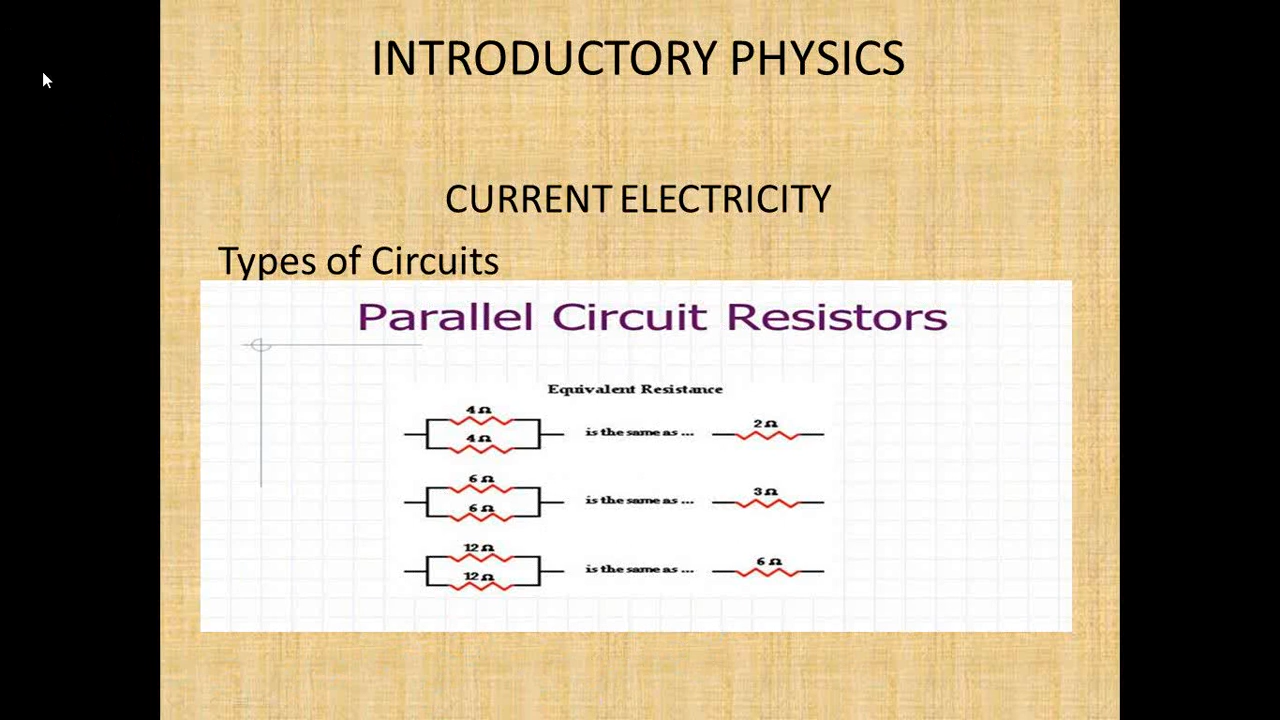 INTRODUCTORY PHYSICS
CURRENT ELECTRICITY
Types of Circuits
Parallel Circuit Resistors
Equivalent Resistance
4 Ω
4 Ω
is the same as ...
2 Ω
6 Ω
6 Ω
is the same as ...
3 Ω
12 Ω
12 Ω
is the same as ...
6 Ω